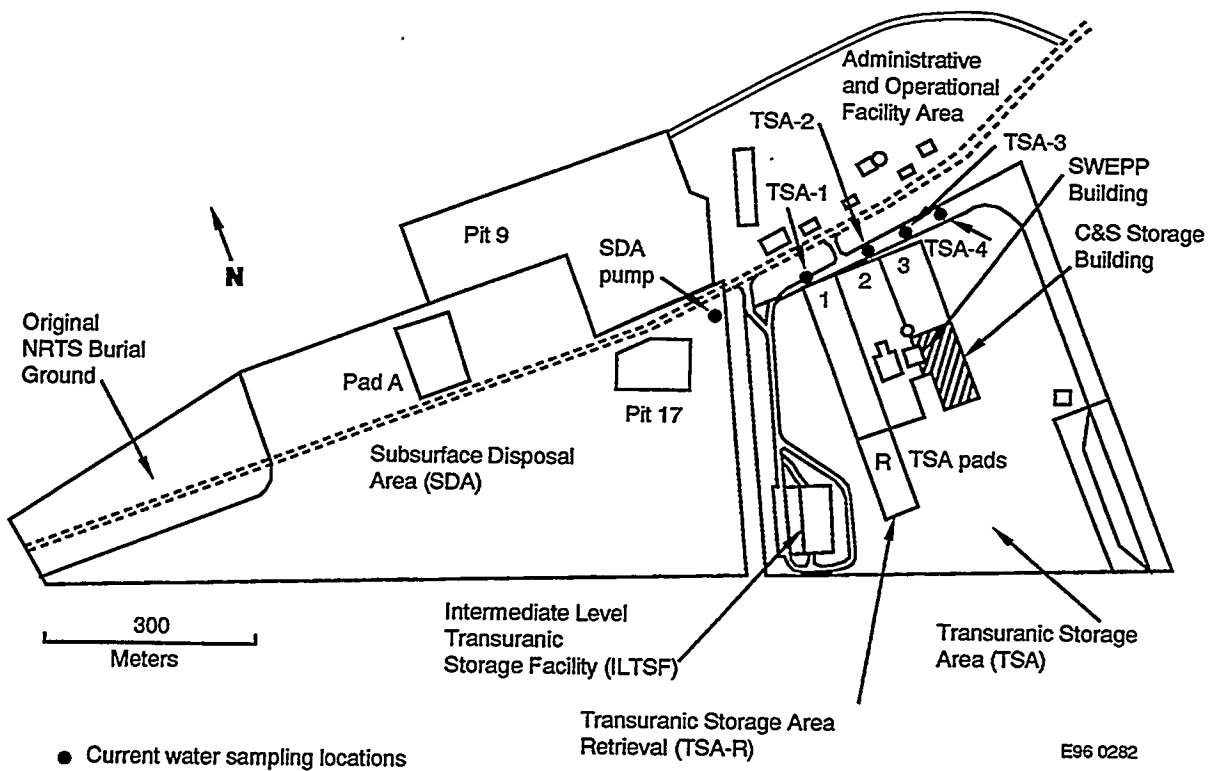 Administrative
and Operational
Facility Area
TSA-2
TSA-3
SWEPP
Building
TSA-1
Pit 9
SDA
pump
TSA-4
C&S Storage
Building
N
1
2
3
Original
NRTS Burial
Ground
Pad A
Pit 17
Subsurface Disposal
Area (SDA)
R
TSA pads
300
Meters
Intermediate Level
Transuranic
Storage Facility (ILTSF)
Transuranic Storage
Area (TSA)
Transuranic Storage Area
Retrieval (TSA-R)
E96 0282
Current water sampling locations